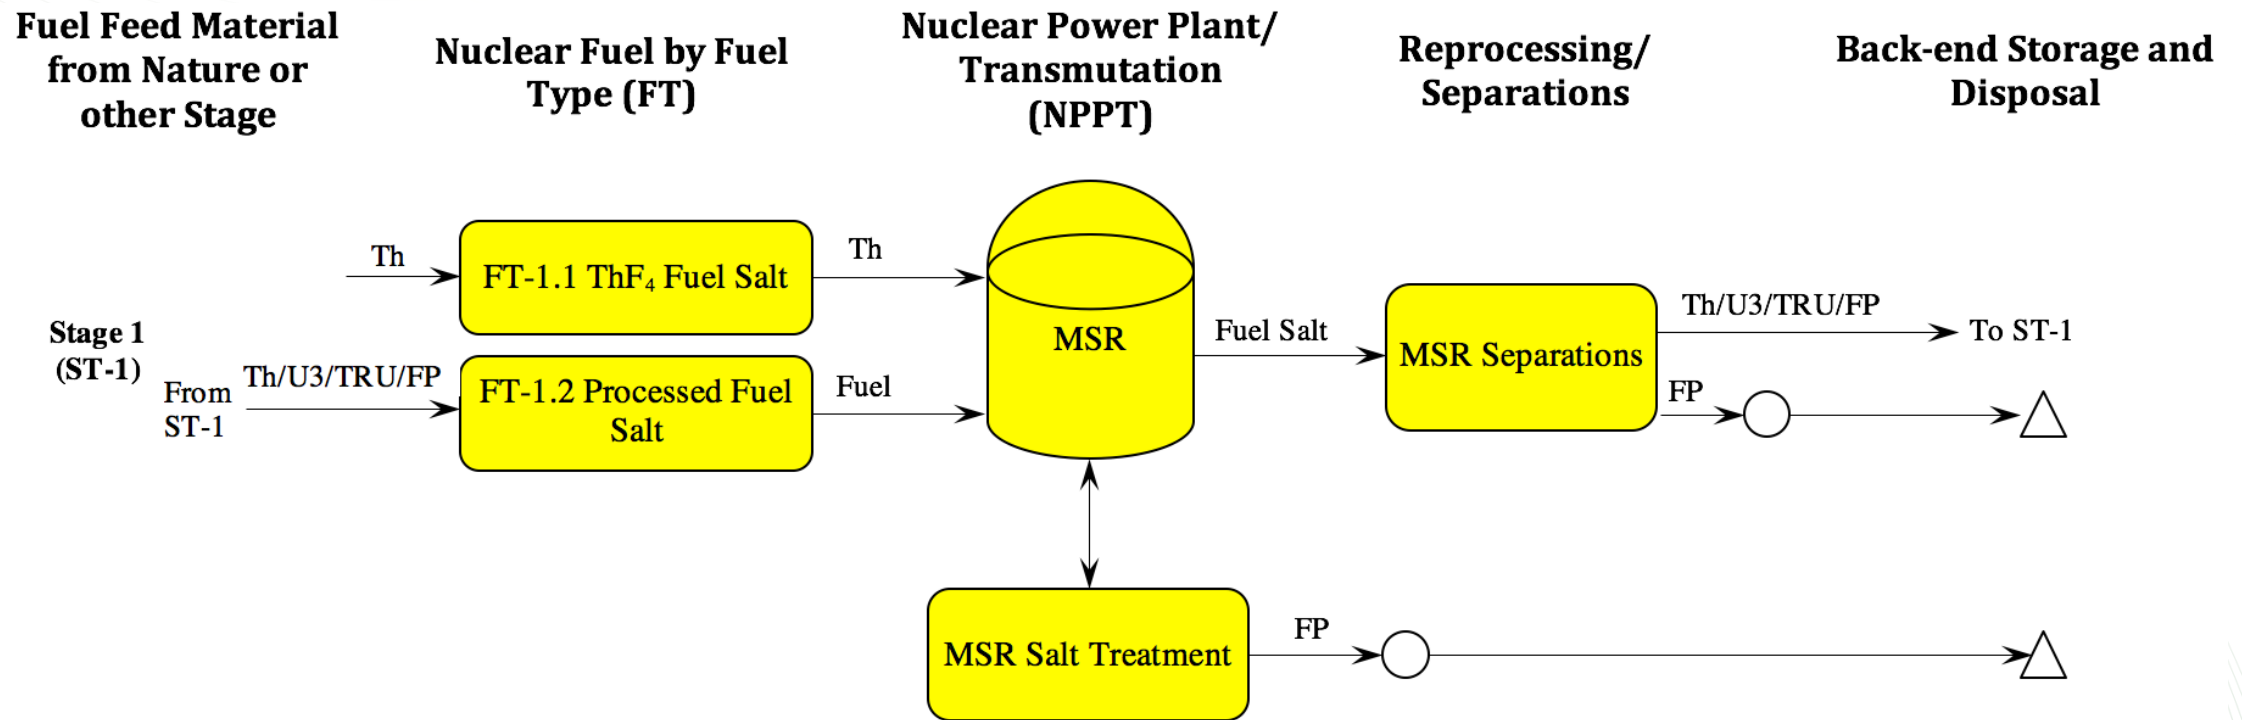 Fuel Feed Material
from Nature or
other Stage
Nuclear Fuel by Fuel
Type (FT)
Nuclear Power Plant/
Transmutation
(NPPT)
Reprocessing/
Separations
Back-end Storage and
Disposal
Stage 1
(ST-1)
Th
FT-1.1 ThF₄ Fuel Salt
Th
From
ST-1
Th/U3/TRU/FP
FT-1.2 Processed Fuel
Salt
Fuel
MSR
Fuel Salt
MSR Separations
Th/U3/TRU/FP
To ST-1
FP
MSR Salt Treatment
FP